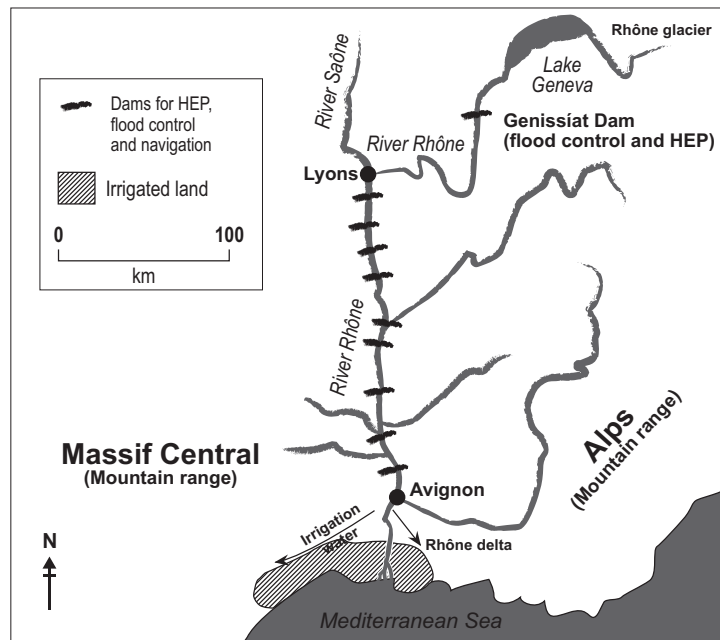 Rhône glacier
Lake
Geneva
River Saône
Dams for HEP,
flood control
and navigation
Irrigated land
0 100
km
River Rhône
Genissiat Dam
(flood control and HEP)
Lyons
River Rhône
Massif Central
(Mountain range)
Alps
(Mountain range)
Avignon
Irrigation
water
Rhône delta
N
Mediterranean Sea